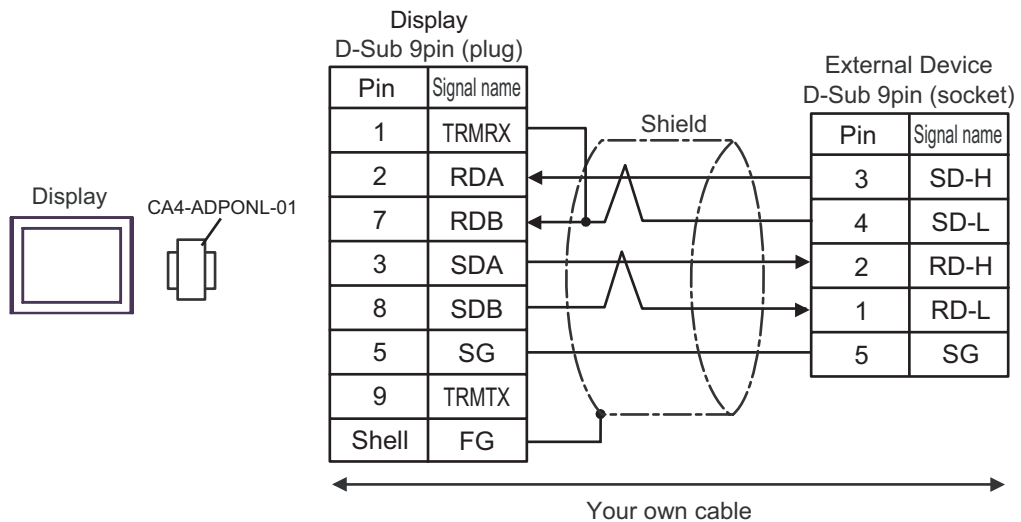 Display
D-Sub 9pin (plug)
Pin Signal name
1 TRMRX
2 RDA
7 RDB
3 SDA
8 SDB
5 SG
9 TRMTX
Shell FG
Shield
External Device
D-Sub 9pin (socket)
Pin Signal name
3 SD-H
4 SD-L
2 RD-H
1 RD-L
5 SG
Display
CA4-ADPONL-01
Your own cable